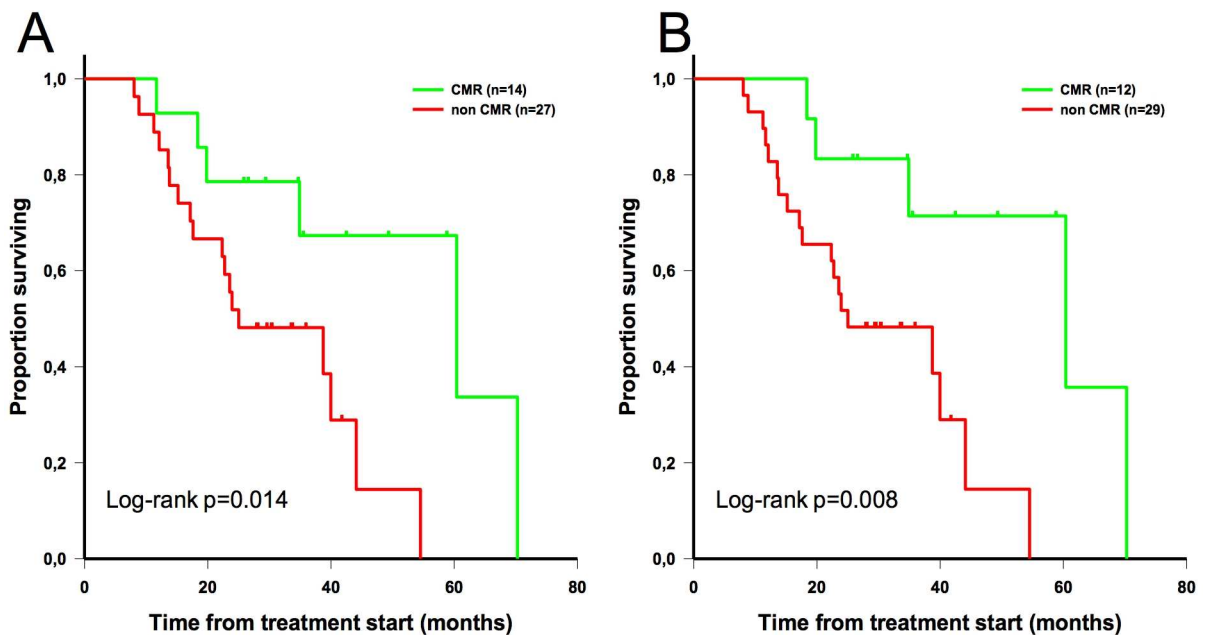 A
1,0
0,8
0,6
0,4
0,2
0,0
Proportion surviving
CMR (n=14)
non CMR (n=27)
Log-rank p=0.014
0
20
40
60
80
Time from treatment start (months)
B
1,0
0,8
0,6
0,4
0,2
0,0
Proportion surviving
CMR (n=12)
non CMR (n=29)
Log-rank p=0.008
0
20
40
60
80
Time from treatment start (months)